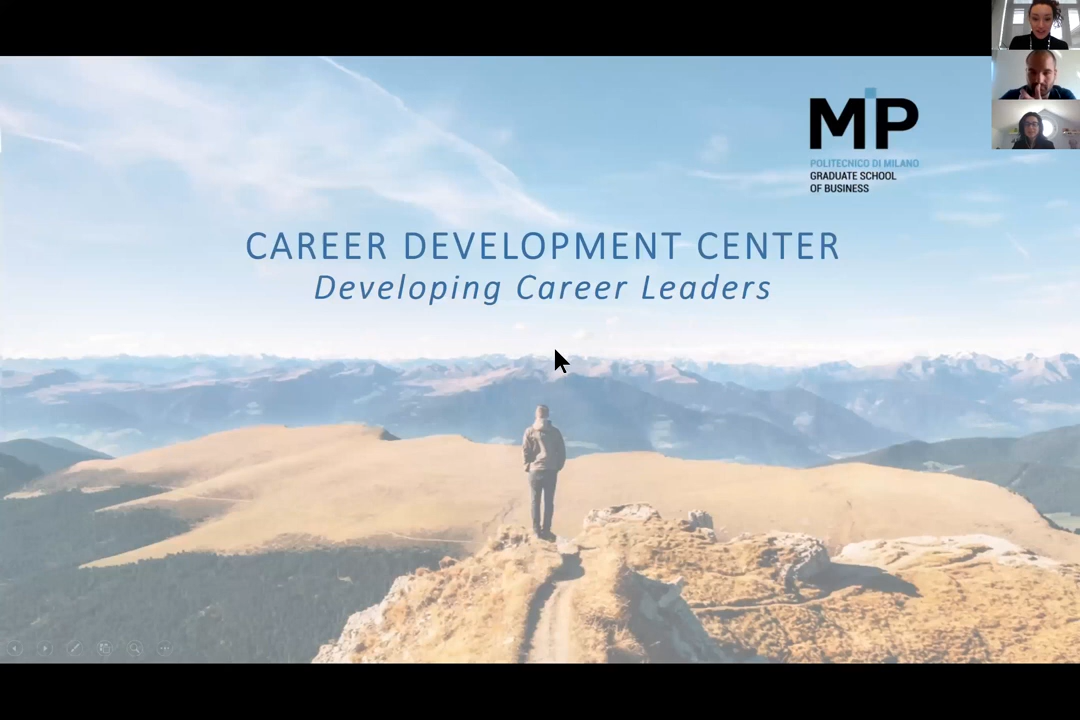 MIP
POLITECNICO DI MILANO
GRADUATE SCHOOL
OF BUSINESS
CAREER DEVELOPMENT CENTER
Developing Career Leaders